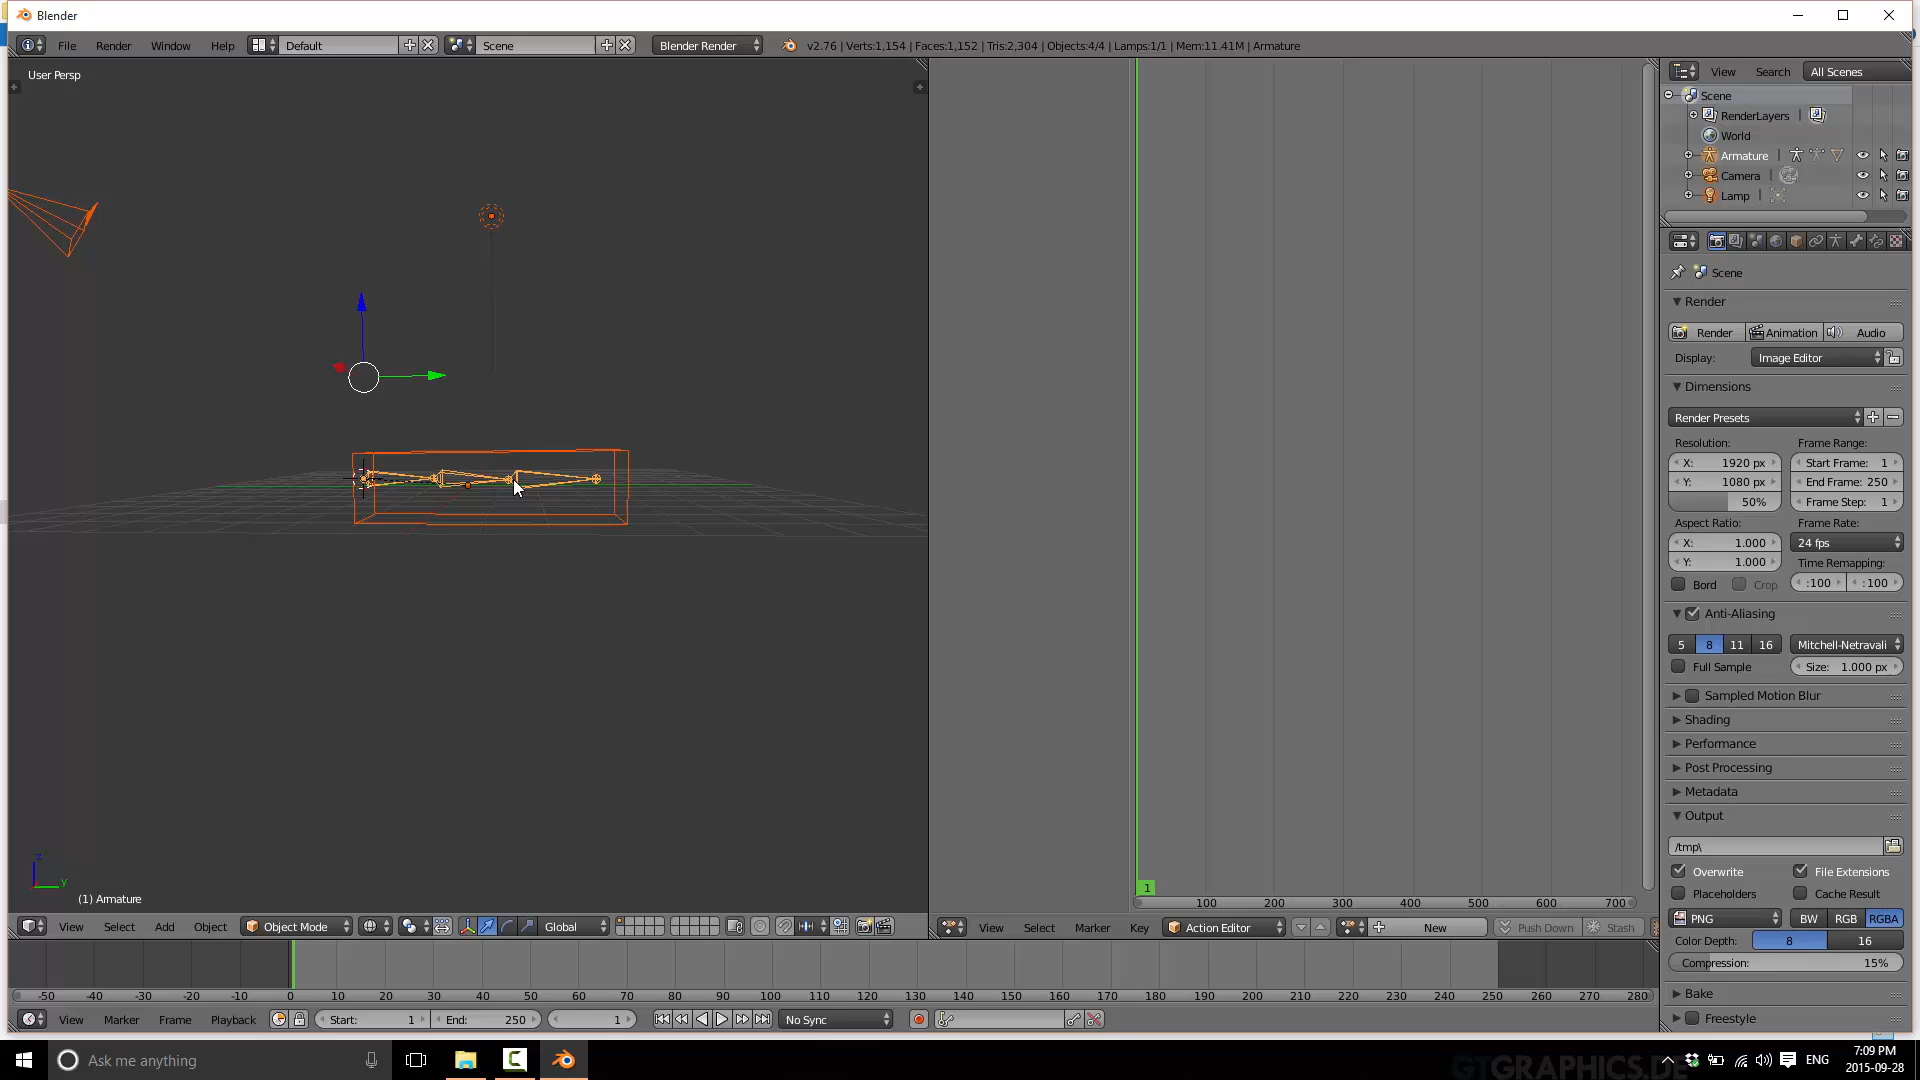 Blender
File Render Window Help Default Scene Blender Render v2.76 | Verts:1,154 | Faces:1,152 | Tris:2,304 | Objects:4/4 | Lamps:1/1 | Mem:11.41M | Armature
User Persp
z
y
(1) Armature
View Select Add Object Object Mode Global
1
100 200 300 400 500 600 700
View Select Marker Key Action Editor New Push Down Stash
-50 -40 -30 -20 -10 0 10 20 30 40 50 60 70 80 90 100 110 120 130 140 150 160 170 180 190 200 210 220 230 240 250 260 270 280
View Marker Frame Playback Start: 1 End: 250 1 No Sync
View Search All Scenes
Scene
RenderLayers |
World
Armature |
Camera |
Lamp |
Scene
Render
Render Animation Audio
Display: Image Editor
Dimensions
Render Presets
Resolution: Frame Range:
X: 1920 px Start Frame: 1
Y: 1080 px End Frame: 250
50% Frame Step: 1
Aspect Ratio: Frame Rate:
X: 1.000 24 fps
Y: 1.000 Time Remapping:
Bord Crop :100 :100
Anti-Aliasing
5 8 11 16 Mitchell-Netravali
Full Sample Size: 1.000 px
Sampled Motion Blur
Shading
Performance
Post Processing
Metadata
Output
/tmp\
Overwrite File Extensions
Placeholders Cache Result
PNG BW RGB RGBA
Color Depth: 8 16
Compression: 15%
Bake
Freestyle
Ask me anything
GTGRAPHICS.DE
ENG
7:09 PM
2015-09-28